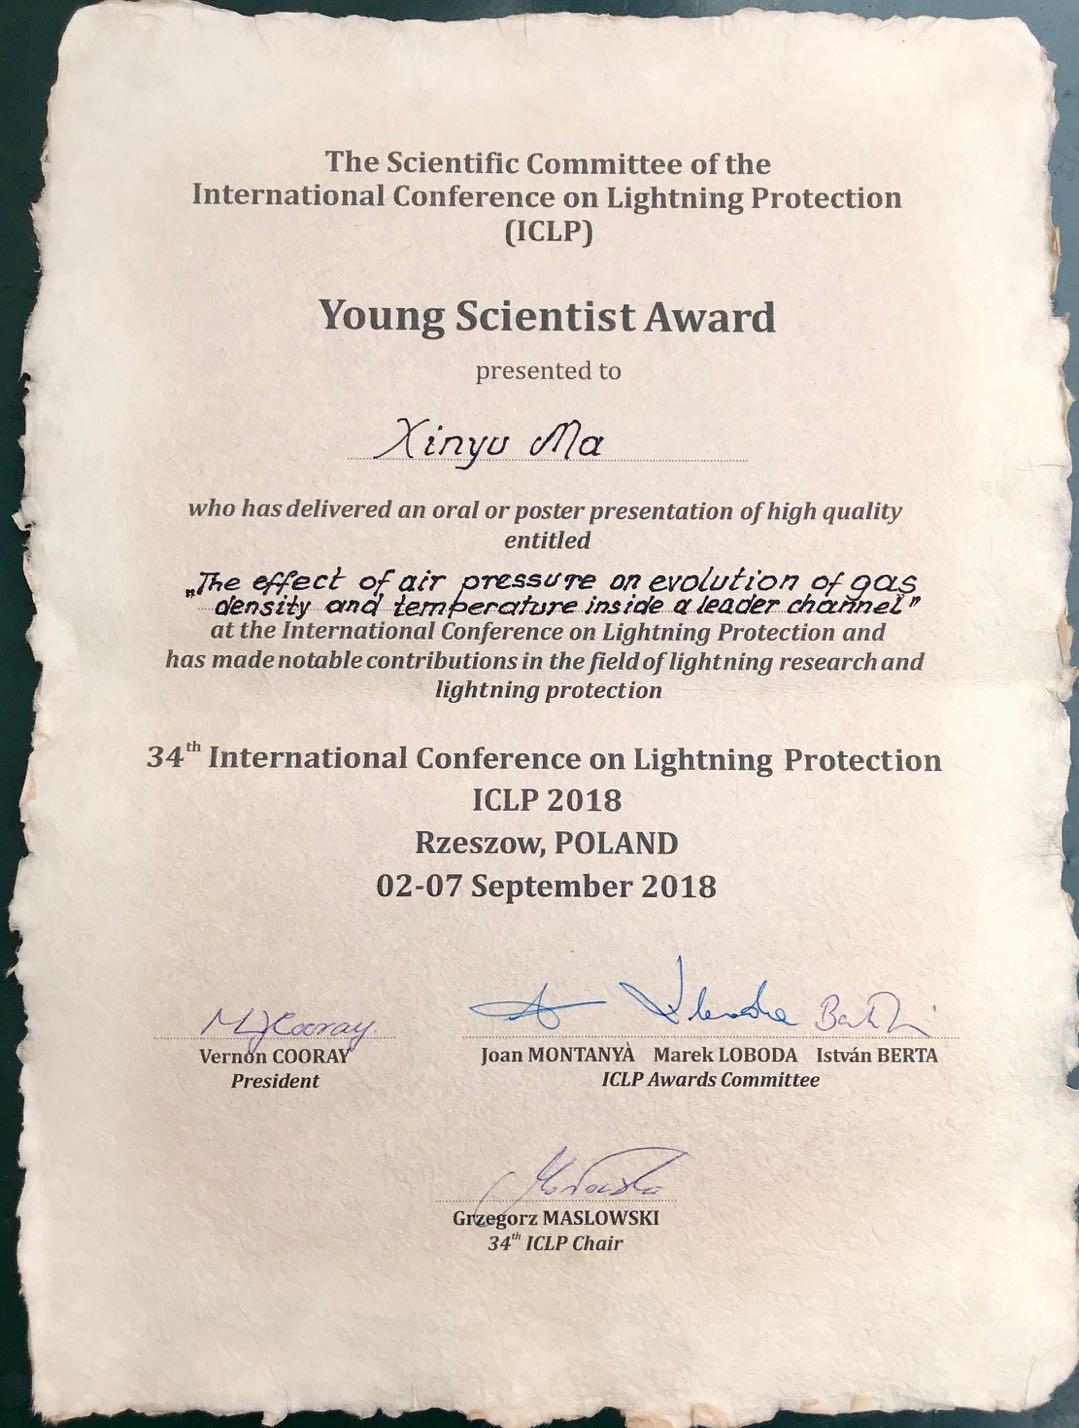 The Scientific Committee of the
International Conference on Lightning Protection
(ICLP)
Young Scientist Award
presented to
Xinyu Ma
who has delivered an oral or poster presentation of high quality
entitled
„The effect of air pressure on evolution of gas
density and temperature inside a leader channel”
at the International Conference on Lightning Protection and
has made notable contributions in the field of lightning research and
lightning protection
34th International Conference on Lightning Protection
ICLP 2018
Rzeszow, POLAND
02-07 September 2018
Vernon COORAY
President
Joan MONTANYÀ Marek LOBODA István BERTA
ICLP Awards Committee
Grzegorz MASLOWSKI
34th ICLP Chair